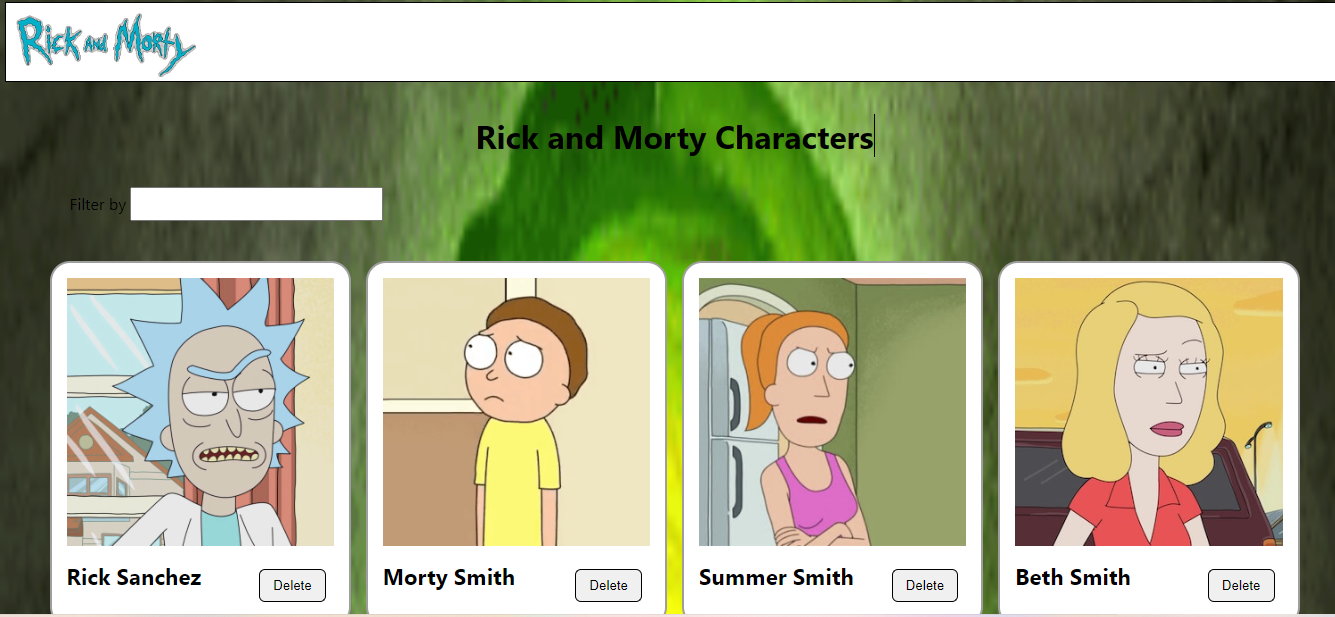 Rick and Morty
Rick and Morty Characters
Filter by
Rick Sanchez
Delete
Morty Smith
Delete
Summer Smith
Delete
Beth Smith
Delete